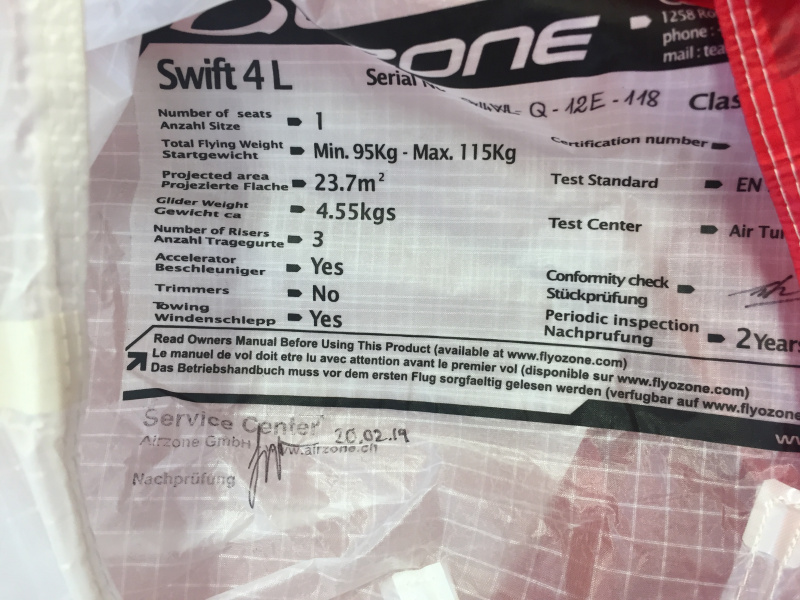 OZONE
1258 Ro
phone :
mail : tea
Swift 4 L
Serial
Q-12E-118
Clas
Number of seats
Anzahl Sitze
1
Total Flying Weight
Startgewicht
Min. 95Kg - Max. 115Kg
Certification number
Projected area
Projezierte Flache
23.7m²
Test Standard
EN
Glider Weight
Gewicht ca
4.55kgs
Test Center
Air Tu
Number of Risers
Anzahl Tragegurte
3
Accelerator
Beschleuniger
Yes
Conformity check
Stückprüfung
Trimmers
No
Towing
Windenschlepp
Yes
Periodic inspection
Nachprufung
2 Years
Read Owners Manual Before Using This Product (available at www.flyozone.com)
Le manuel de vol doit etre lu avec attention avant le premier vol (disponible sur www.flyozone.com)
Das Betriebshandbuch muss vor dem ersten Flug sorgfaeltig gelesen werden (verfugbar auf www.flyozone
Service Center
20.02.19
Airzone GmbH www.airzone.ch
Nachprüfung